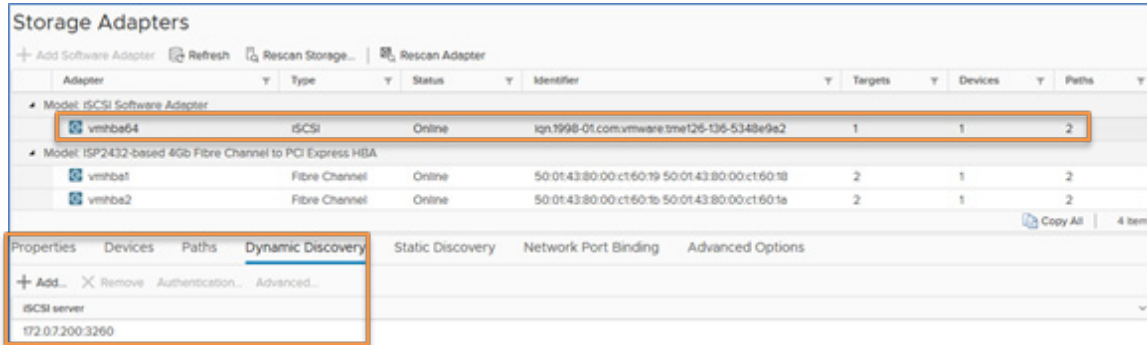 Storage Adapters
+ Add Software Adapter Refresh Rescan Storage... | Rescan Adapter
Adapter Type Status Identifier Targets Devices Paths
Model: iSCSI Software Adapter
vmhba64 iSCSI Online iqn.1998-01.com.vmware:tme126-136-5348e9a2 1 1 2
Model: ISP2432-based 4Gb Fibre Channel to PCI Express HBA
vmhba1 Fibre Channel Online 50:01:43:80:00:c1:60:19 50:01:43:80:00:c1:60:18 2 1 2
vmhba2 Fibre Channel Online 50:01:43:80:00:c1:60:1b 50:01:43:80:00:c1:60:1a 2 1 2
Copy All 4 item
Properties Devices Paths Dynamic Discovery Static Discovery Network Port Binding Advanced Options
+ Add... Remove Authentication... Advanced...
iSCSI server
172.0.7.200:3260